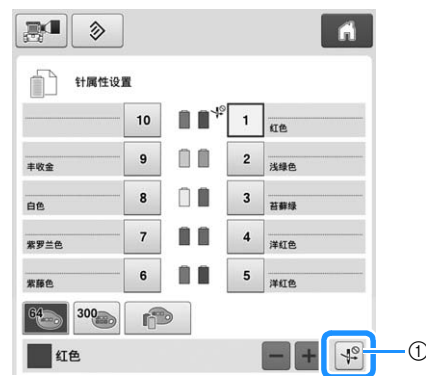 针属性设置
10 1 红色
丰收金 9 2 浅绿色
白色 8 3 苔藓绿
紫罗兰色 7 4 洋红色
紫藤色 6 5 洋红色
64 300
红色
①